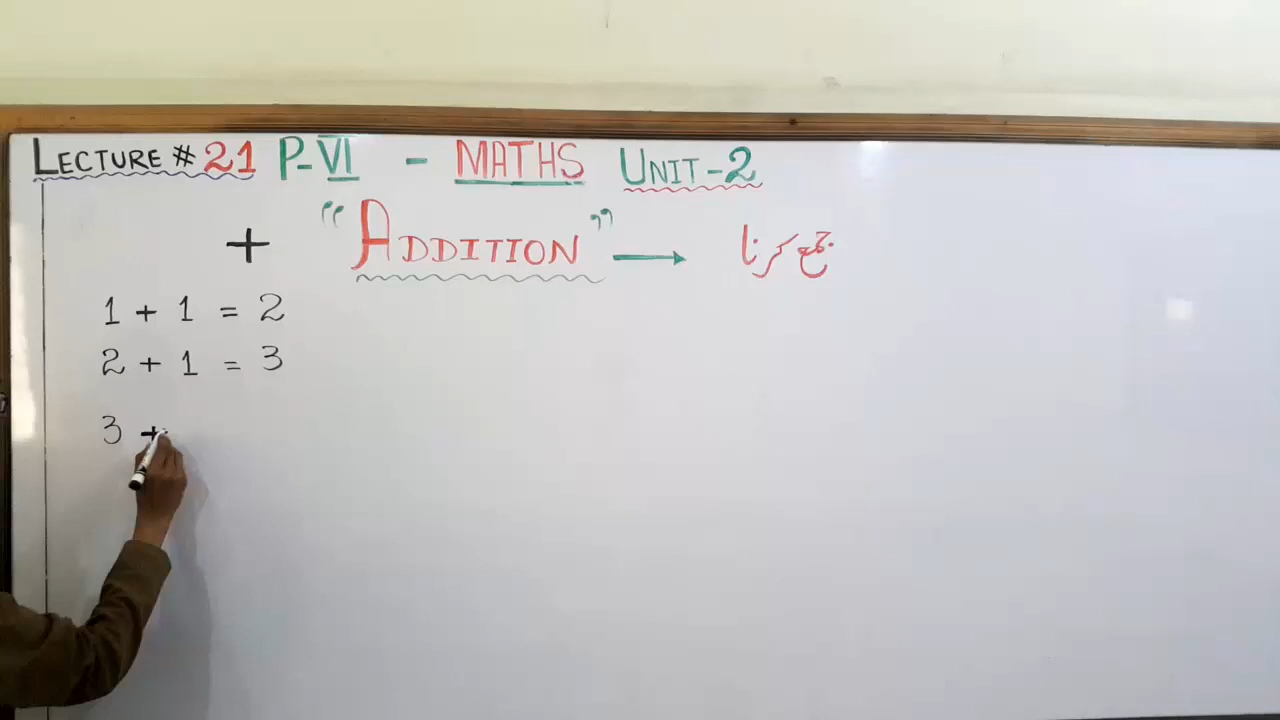 LECTURE # 21 P-VI - MATHS UNIT-2
+ "ADDITION" → جمع کرنا
1 + 1 = 2
2 + 1 = 3
3 +